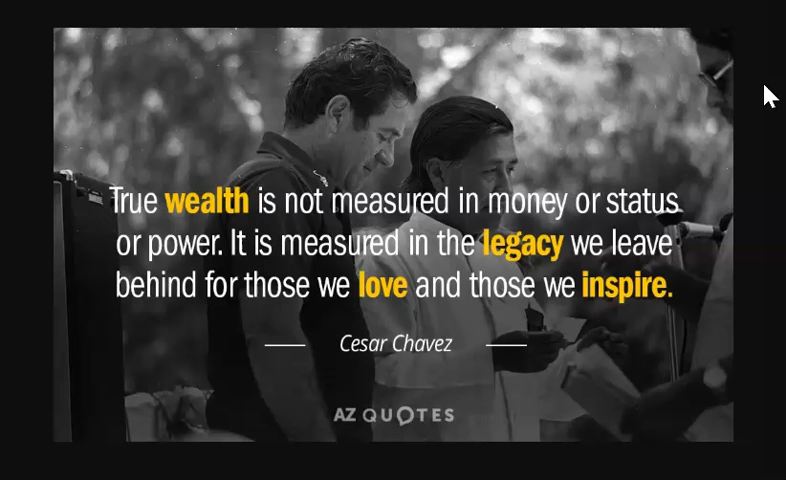 True wealth is not measured in money or status
or power. It is measured in the legacy we leave
behind for those we love and those we inspire.
Cesar Chavez
AZ QUOTES